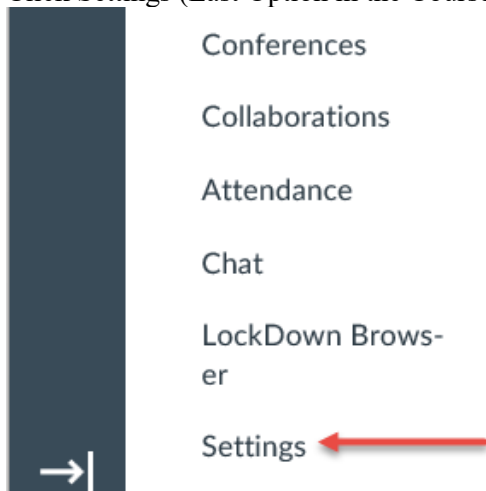 Conferences
Collaborations
Attendance
Chat
LockDown Brows-
er
Settings